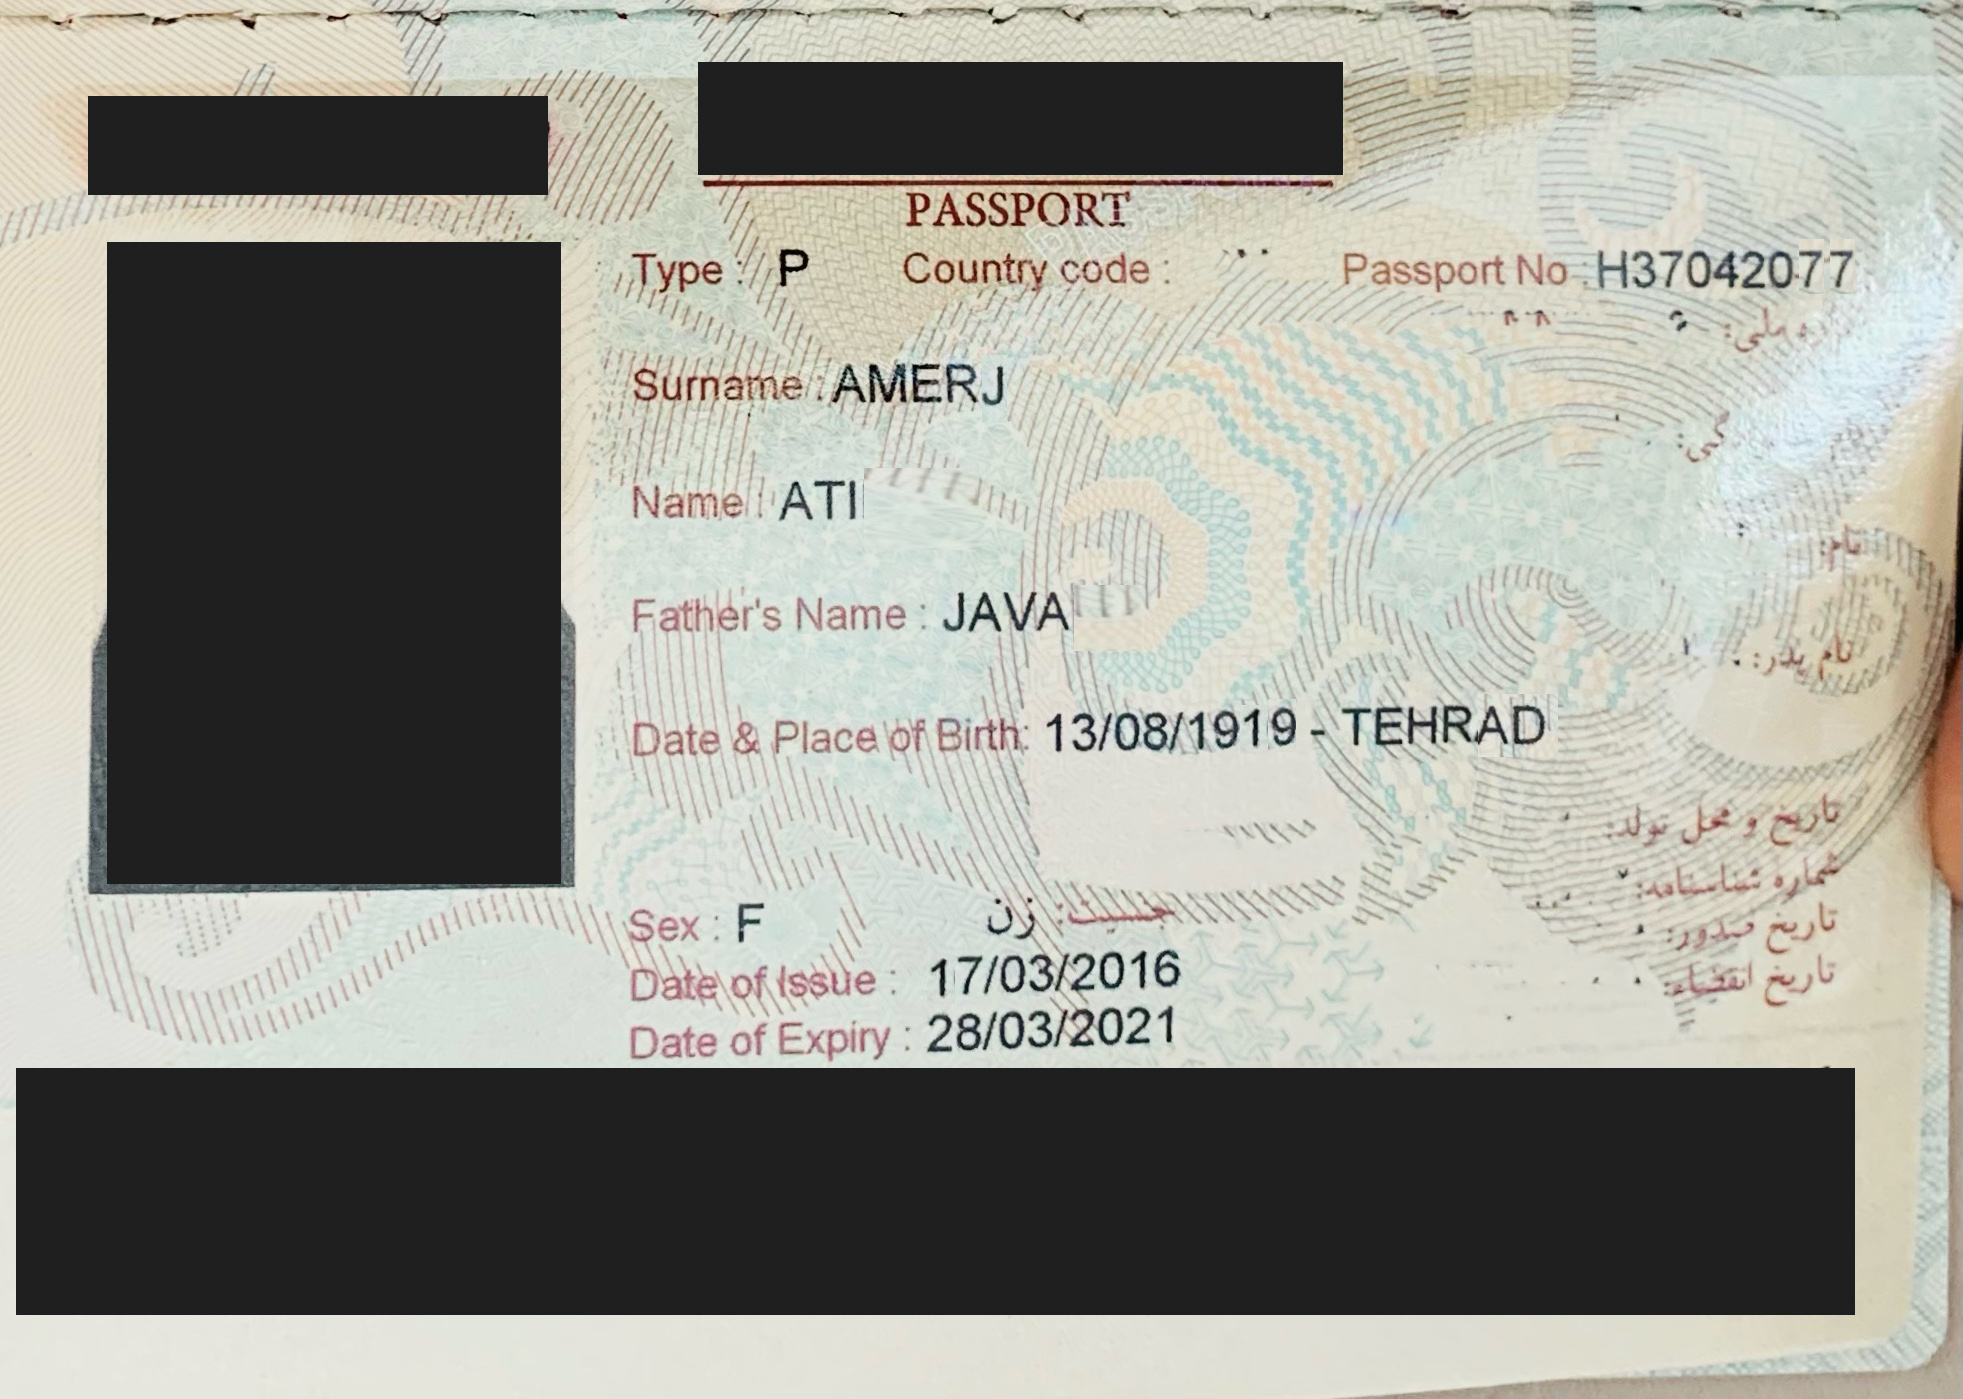 PASSPORT
Type : P Country code : Passport No : H37042077
ملی:
Surname : AMERJ
Name : ATI
نام:
Father's Name : JAVA
نام پدر:
Date & Place of Birth: 13/08/1919 - TEHRAD
تاریخ و محل تولد:
شماره شناسنامه:
Sex : F جنسیت: زن
تاریخ صدور:
Date of Issue : 17/03/2016
تاریخ انقضاء:
Date of Expiry : 28/03/2021